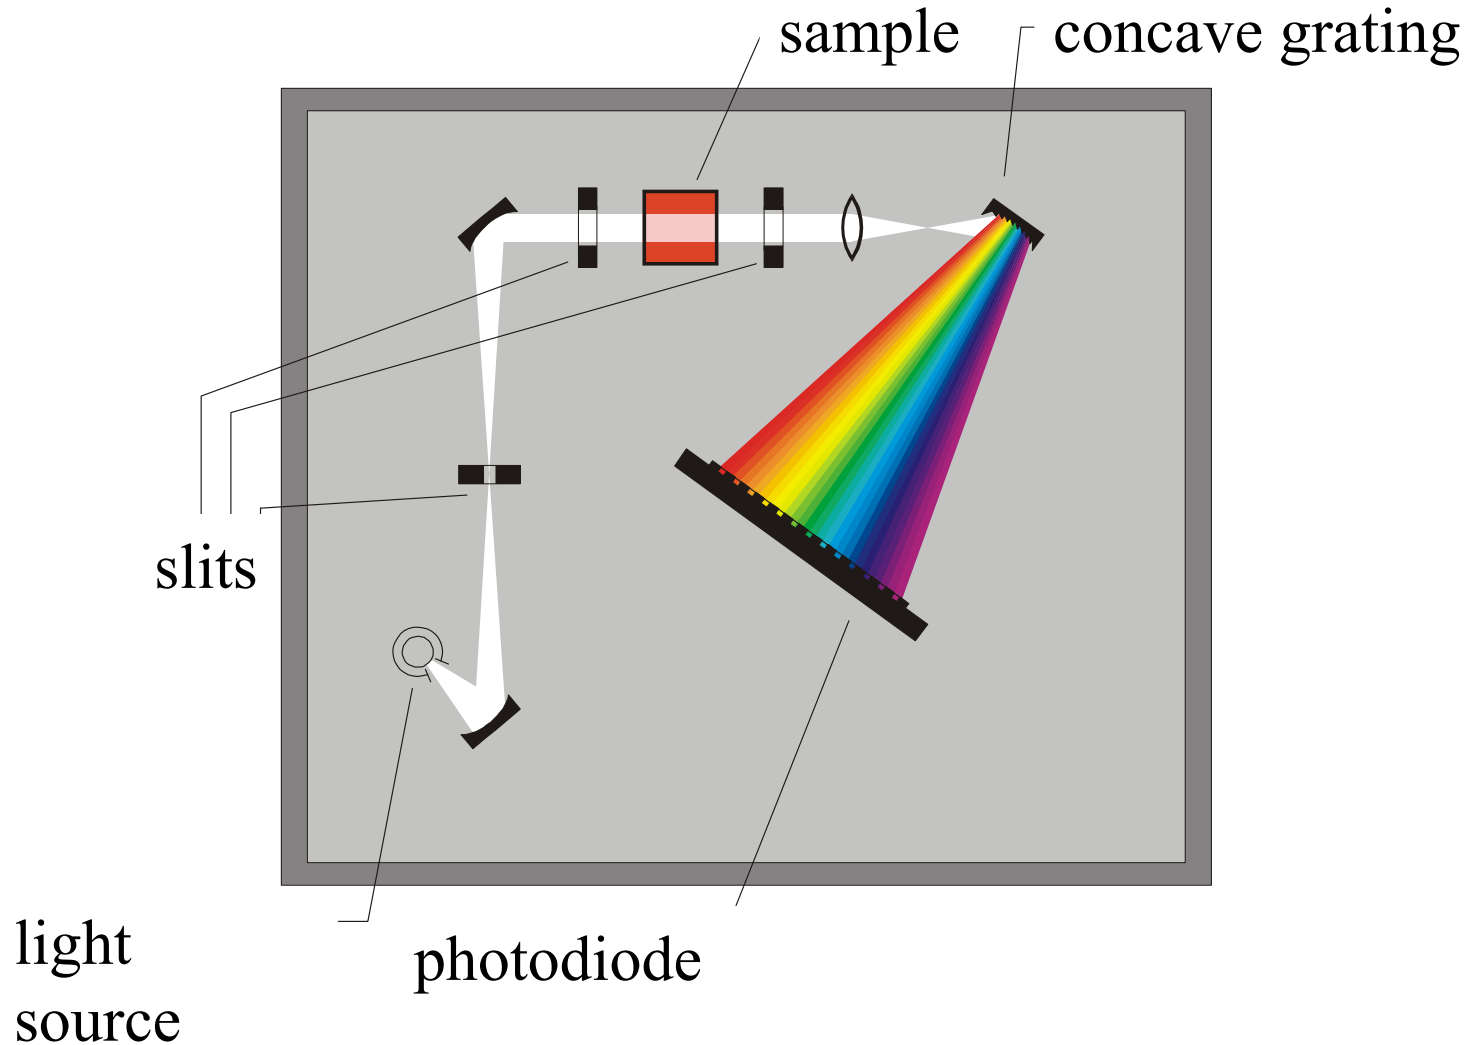 sample
concave grating
slits
light
source
photodiode